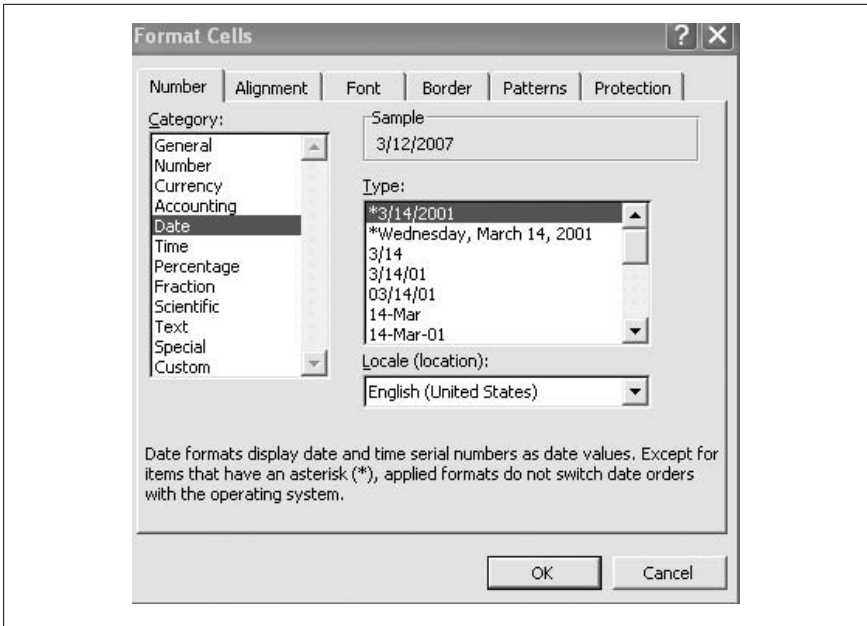 Format Cells
Number Alignment Font Border Patterns Protection
Category:
General
Number
Currency
Accounting
Date
Time
Percentage
Fraction
Scientific
Text
Special
Custom
Sample
3/12/2007
Type:
*3/14/2001
*Wednesday, March 14, 2001
3/14
3/14/01
03/14/01
14-Mar
14-Mar-01
Locale (location):
English (United States)
Date formats display date and time serial numbers as date values. Except for
items that have an asterisk (*), applied formats do not switch date orders
with the operating system.
OK Cancel